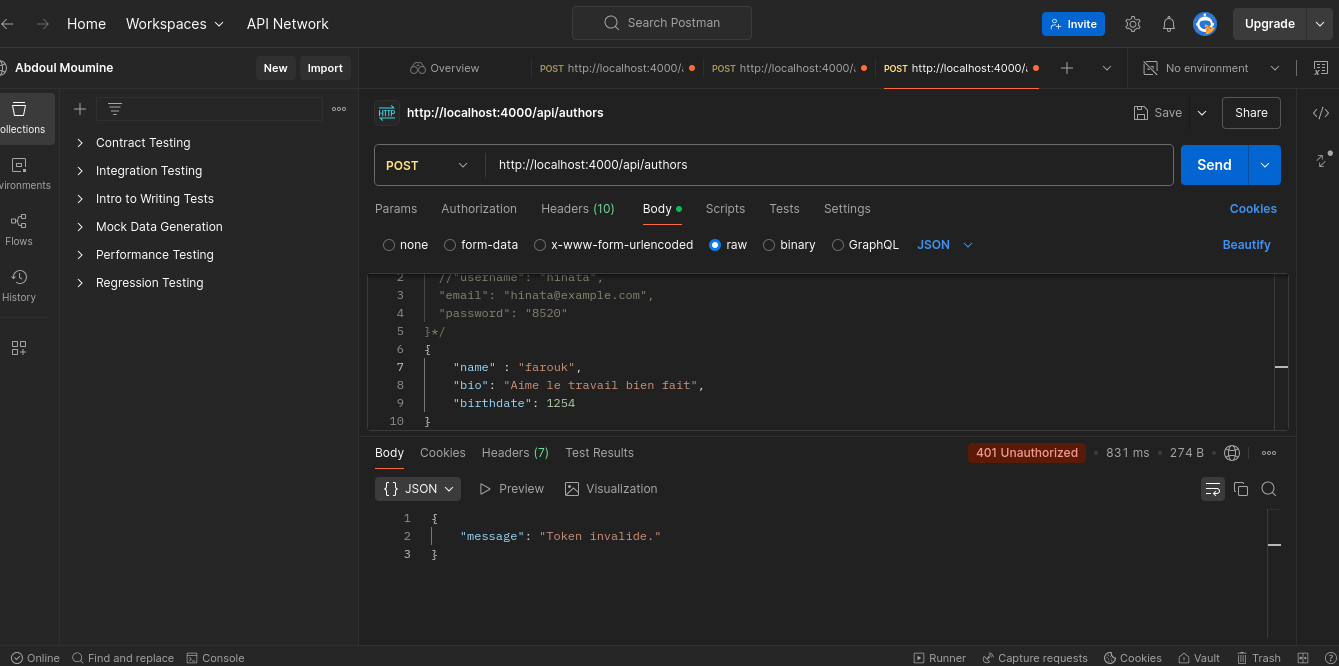 Home Workspaces API Network Search Postman Invite Upgrade
Abdoul Moumine New Import Overview POST http://localhost:4000/a POST http://localhost:4000/a POST http://localhost:4000/a No environment
ollections
vironments
Flows
History
Contract Testing
Integration Testing
Intro to Writing Tests
Mock Data Generation
Performance Testing
Regression Testing
HTTP http://localhost:4000/api/authors Save Share
POST http://localhost:4000/api/authors Send
Params Authorization Headers (10) Body Scripts Tests Settings Cookies
none form-data x-www-form-urlencoded raw binary GraphQL JSON Beautify
2 //"username": "hinata",
3 "email": "hinata@example.com",
4 "password": "8520"
5 }*/
6 {
7 "name" : "farouk",
8 "bio": "Aime le travail bien fait",
9 "birthdate": 1254
10 }
Body Cookies Headers (7) Test Results 401 Unauthorized • 831 ms • 274 B •
{} JSON Preview Visualization
1 {
2 "message": "Token invalide."
3 }
Online Find and replace Console Runner Capture requests Cookies Vault Trash